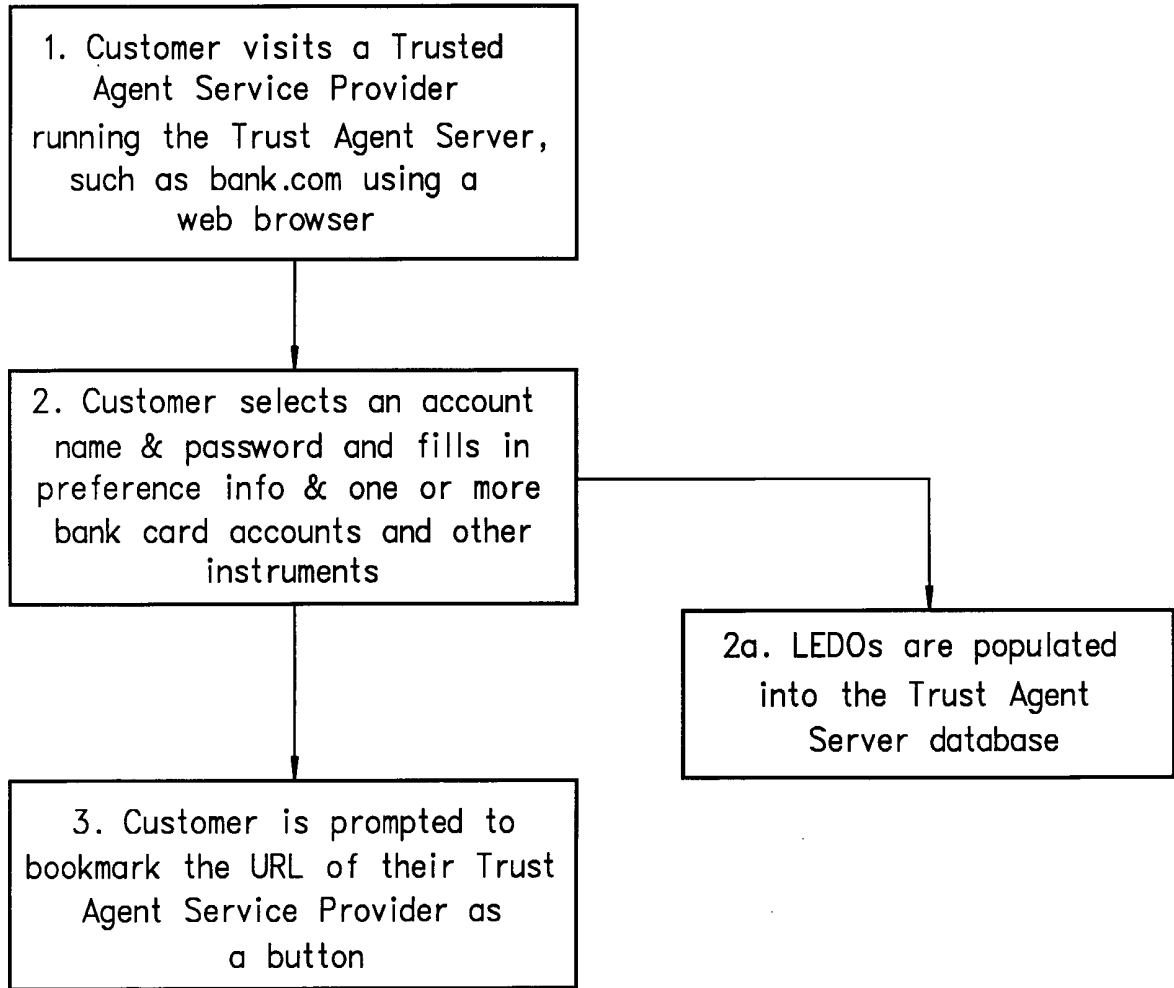 1. Customer visits a Trusted
Agent Service Provider
running the Trust Agent Server,
such as bank.com using a
web browser
2. Customer selects an account
name & password and fills in
preference info & one or more
bank card accounts and other
instruments
2a. LEDOs are populated
into the Trust Agent
Server database
3. Customer is prompted to
bookmark the URL of their Trust
Agent Service Provider as
a button